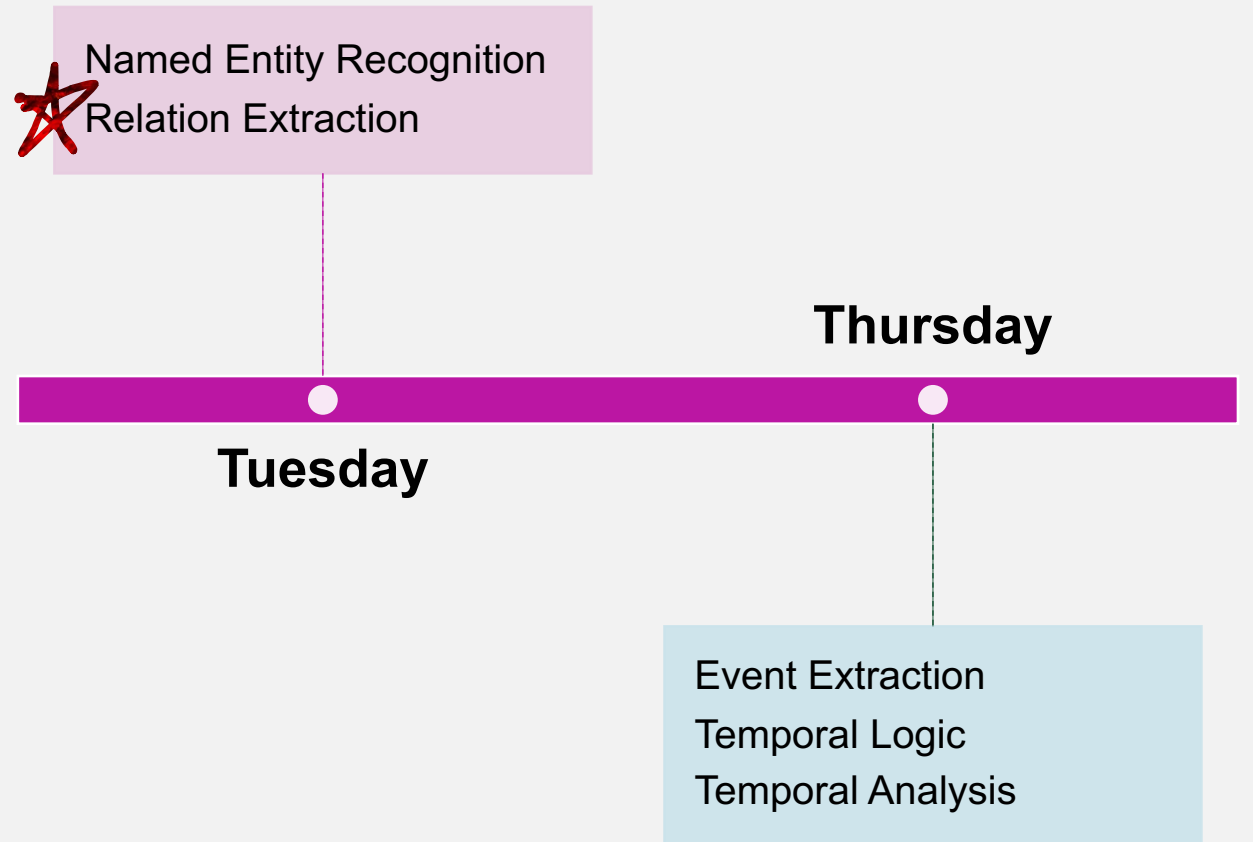 Named Entity Recognition
Relation Extraction
Thursday
Tuesday
Event Extraction
Temporal Logic
Temporal Analysis